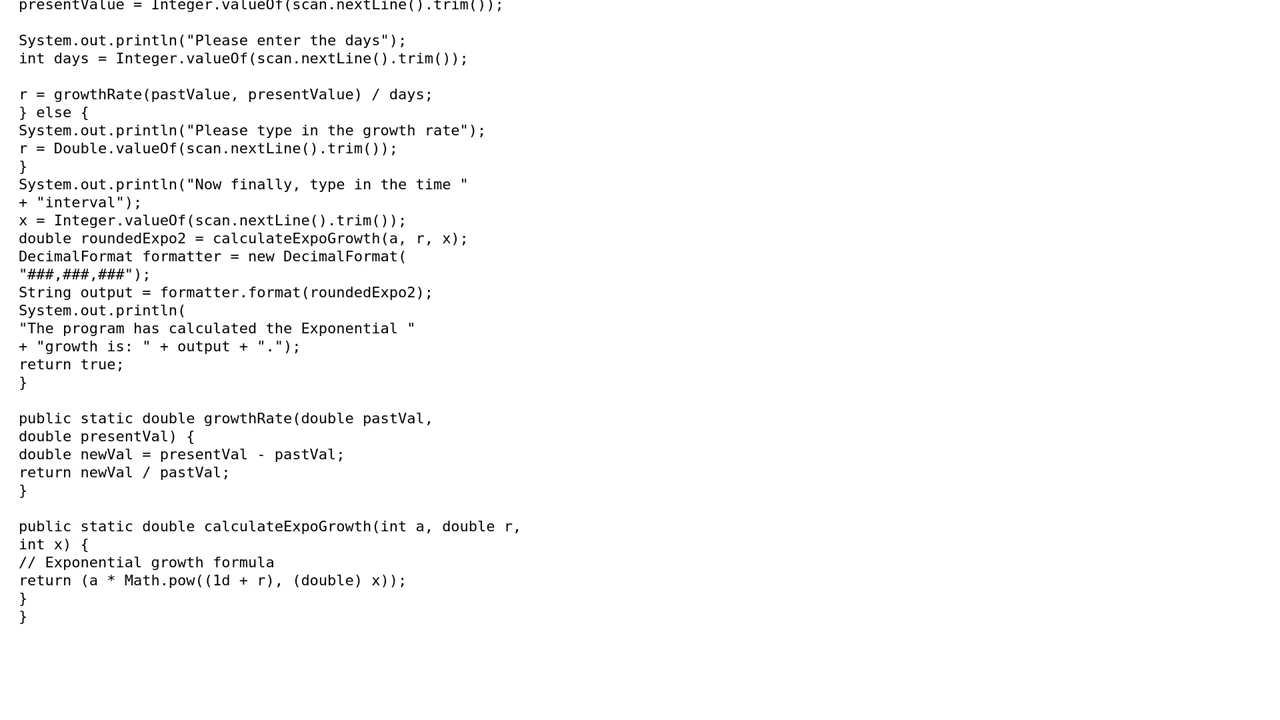 presentValue = Integer.valueOf(scan.nextLine().trim());
System.out.println("Please enter the days");
int days = Integer.valueOf(scan.nextLine().trim());
r = growthRate(pastValue, presentValue) / days;
} else {
System.out.println("Please type in the growth rate");
r = Double.valueOf(scan.nextLine().trim());
}
System.out.println("Now finally, type in the time "
+ "interval");
x = Integer.valueOf(scan.nextLine().trim());
double roundedExpo2 = calculateExpoGrowth(a, r, x);
DecimalFormat formatter = new DecimalFormat(
"###,###,###");
String output = formatter.format(roundedExpo2);
System.out.println(
"The program has calculated the Exponential "
+ "growth is: " + output + ".");
return true;
}
public static double growthRate(double pastVal,
double presentVal) {
double newVal = presentVal - pastVal;
return newVal / pastVal;
}
public static double calculateExpoGrowth(int a, double r,
int x) {
// Exponential growth formula
return (a * Math.pow((1d + r), (double) x));
}
}